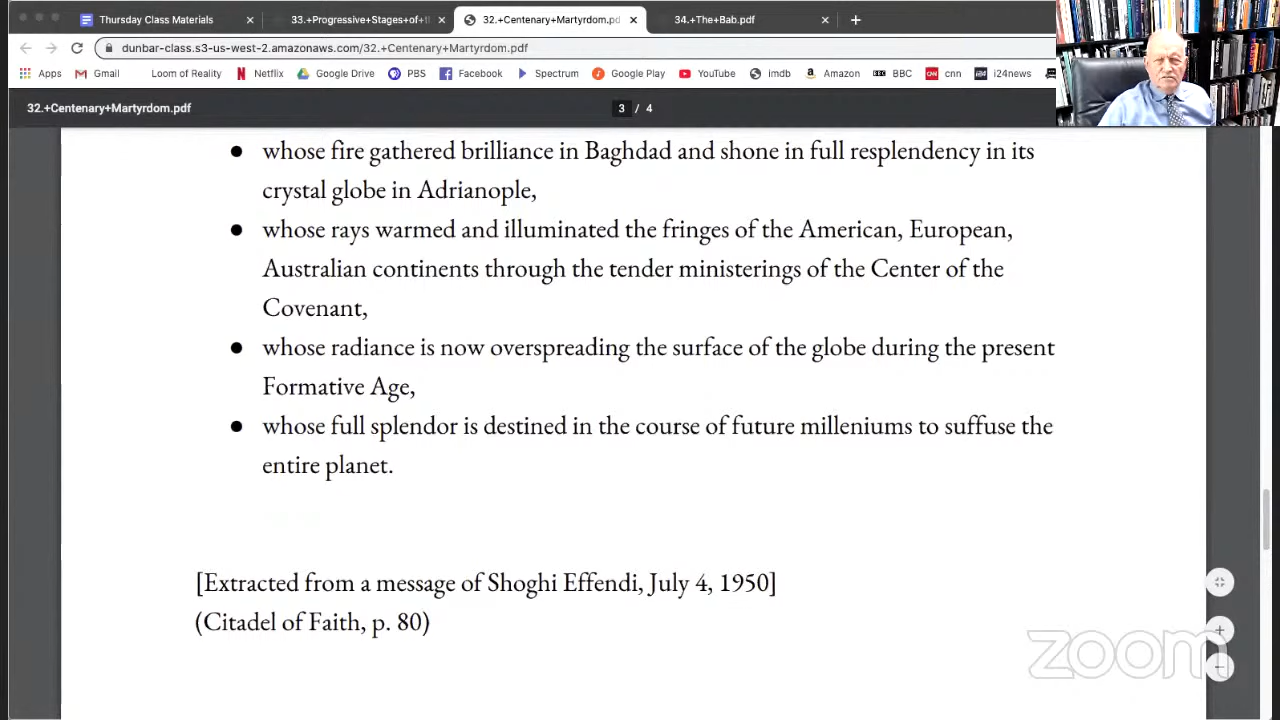 Thursday Class Materials
33.+Progressive+Stages+of+t
32.+Centenary+Martyrdom.pd
34.+The+Bab.pdf
dunbar-class.s3-us-west-2.amazonaws.com/32.+Centenary+Martyrdom.pdf
Apps Gmail Loom of Reality Netflix Google Drive PBS Facebook Spectrum Google Play YouTube imdb Amazon BBC cnn i24news
32.+Centenary+Martyrdom.pdf 3 / 4
● whose fire gathered brilliance in Baghdad and shone in full resplendency in its
crystal globe in Adrianople,
● whose rays warmed and illuminated the fringes of the American, European,
Australian continents through the tender ministerings of the Center of the
Covenant,
● whose radiance is now overspreading the surface of the globe during the present
Formative Age,
● whose full splendor is destined in the course of future milleniums to suffuse the
entire planet.
[Extracted from a message of Shoghi Effendi, July 4, 1950]
(Citadel of Faith, p. 80)
zoom